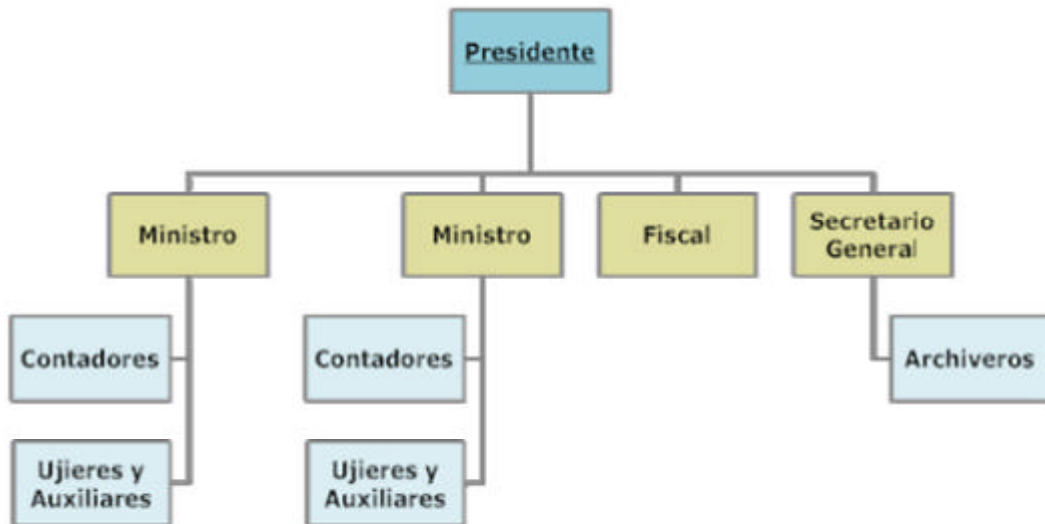 Presidente
Ministro
Ministro
Fiscal
Secretario
General
Contadores
Contadores
Archiveros
Ujieres y
Auxiliares
Ujieres y
Auxiliares